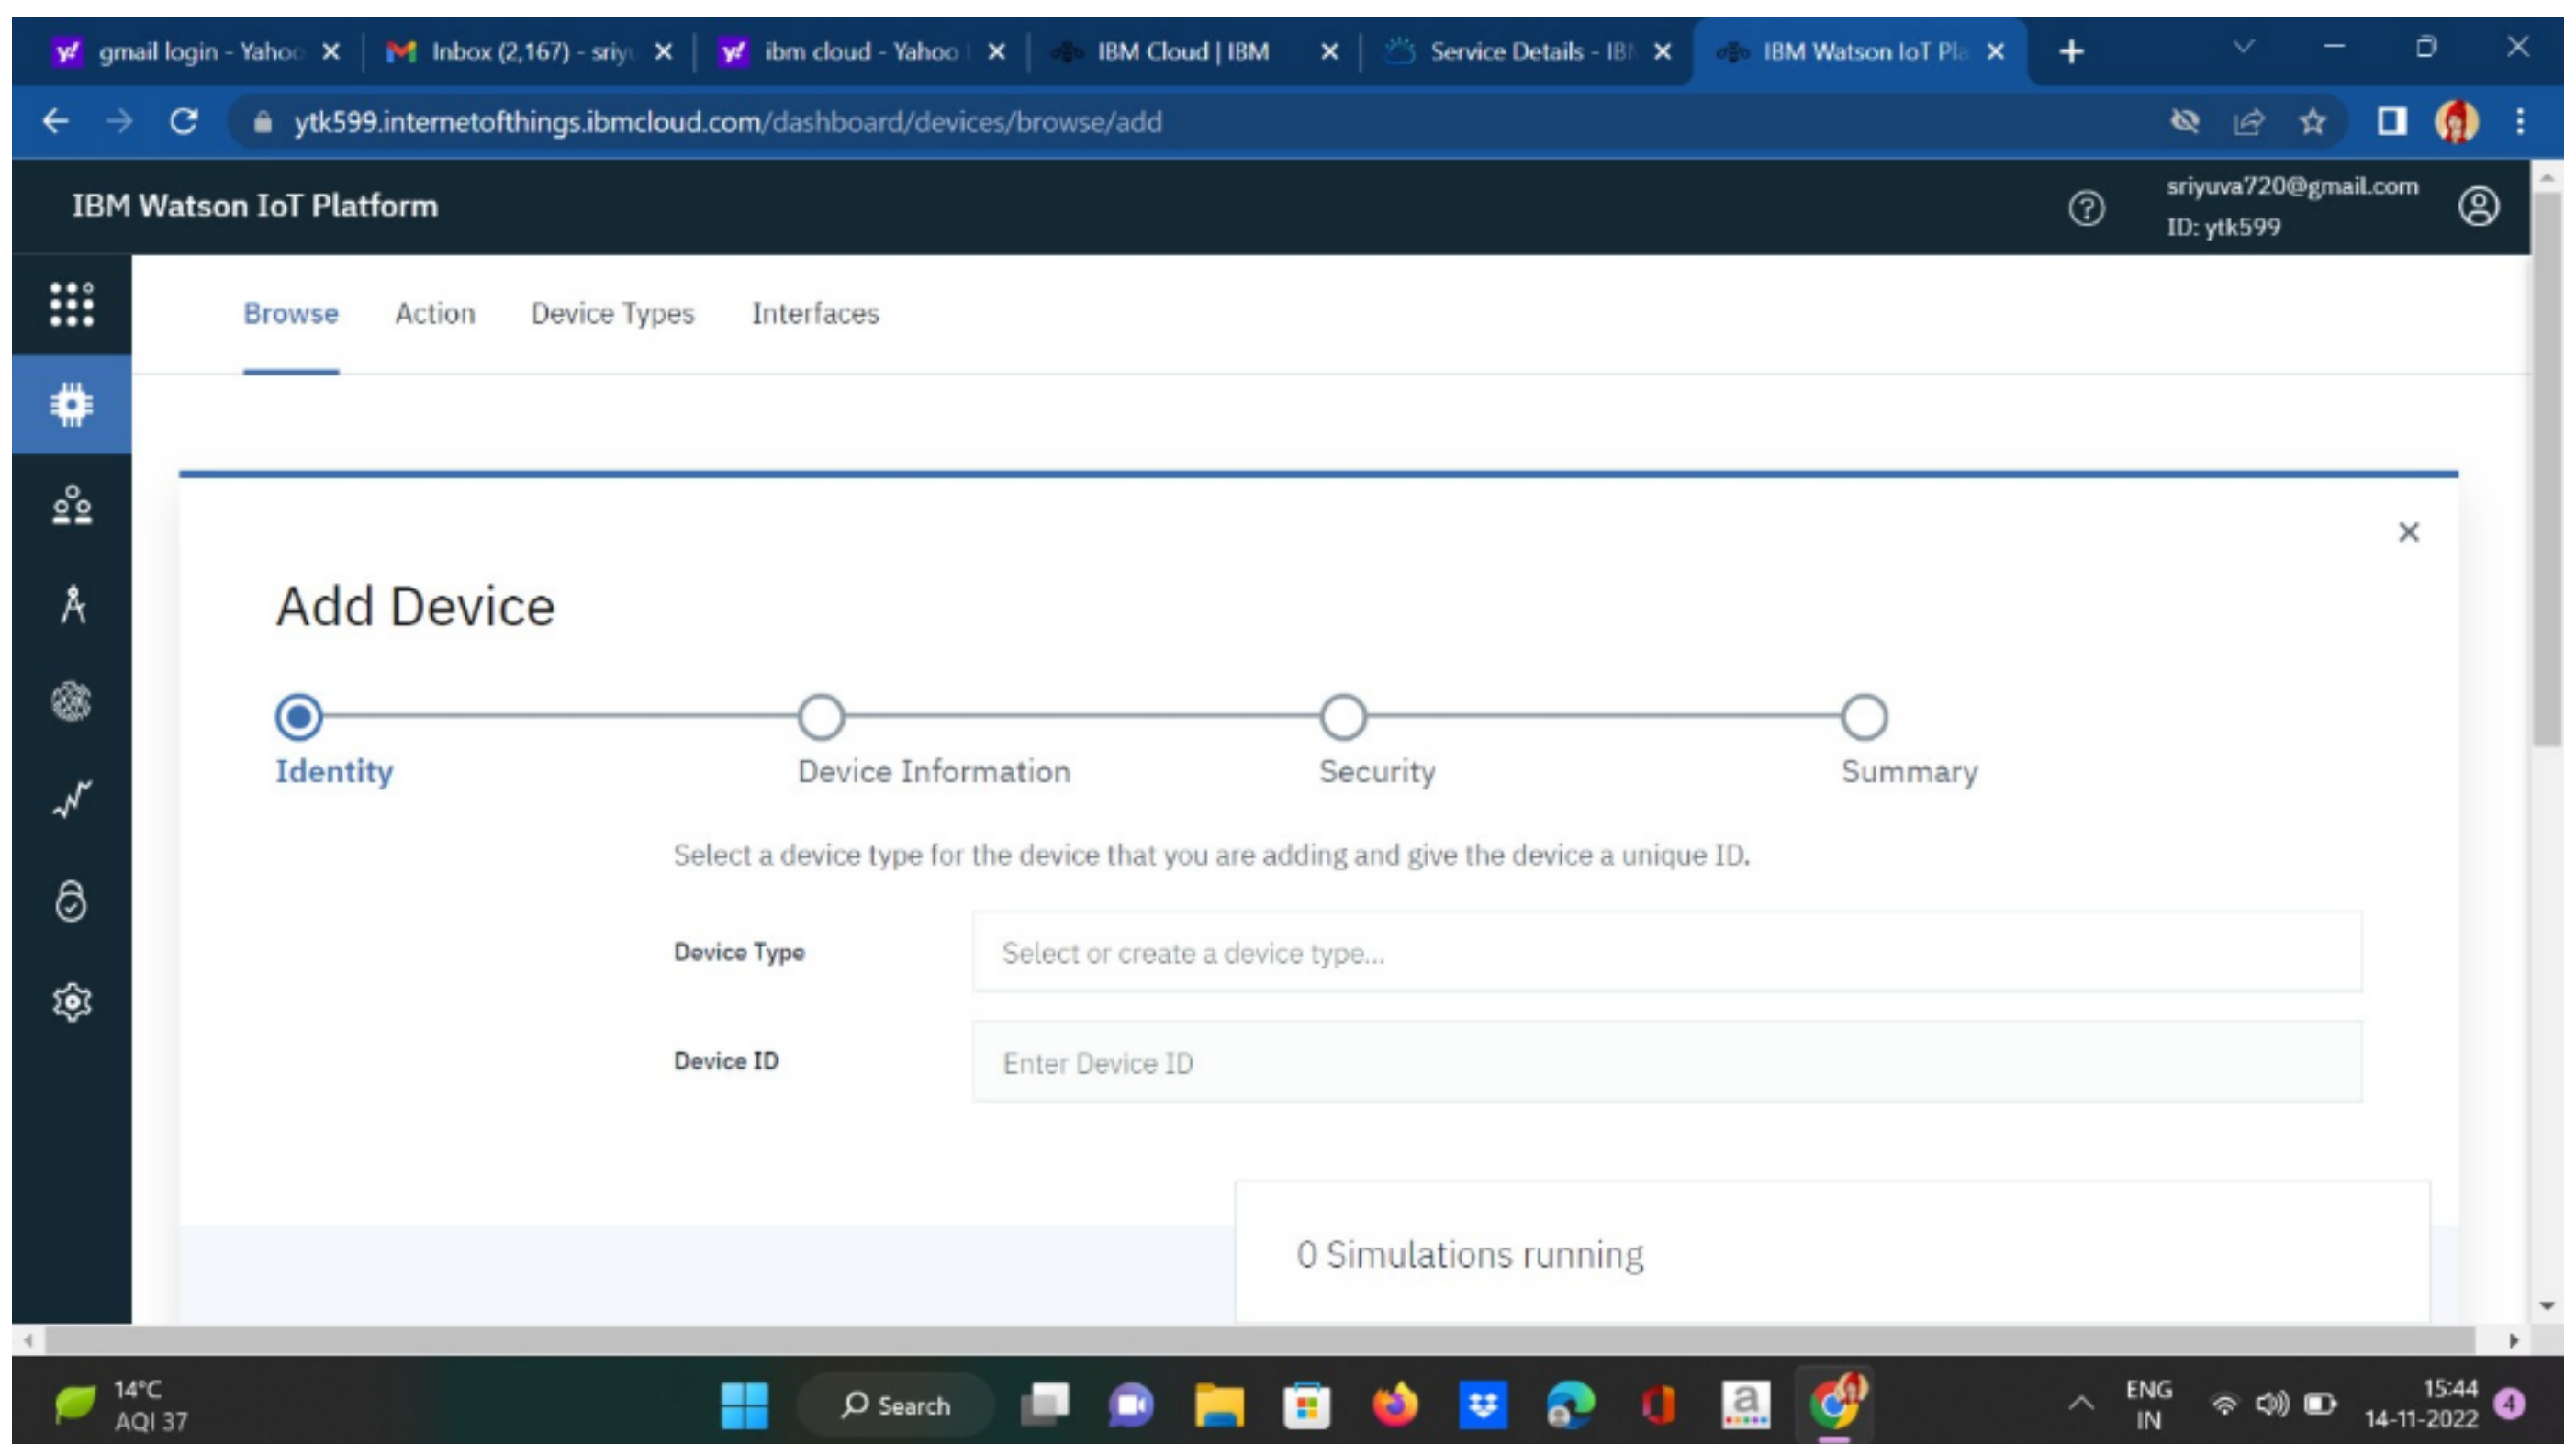 gmail login - Yahoo
Inbox (2,167) - sriyu
ibm cloud - Yahoo
IBM Cloud | IBM
Service Details - IBM
IBM Watson IoT Pla
ytk599.internetofthings.ibmcloud.com/dashboard/devices/browse/add
IBM Watson IoT Platform
sriyuva720@gmail.com
ID: ytk599
Browse Action Device Types Interfaces
Add Device
Identity Device Information Security Summary
Select a device type for the device that you are adding and give the device a unique ID.
Device Type Select or create a device type...
Device ID Enter Device ID
0 Simulations running
14°C
AQI 37
Search
ENG
IN
15:44
14-11-2022
4